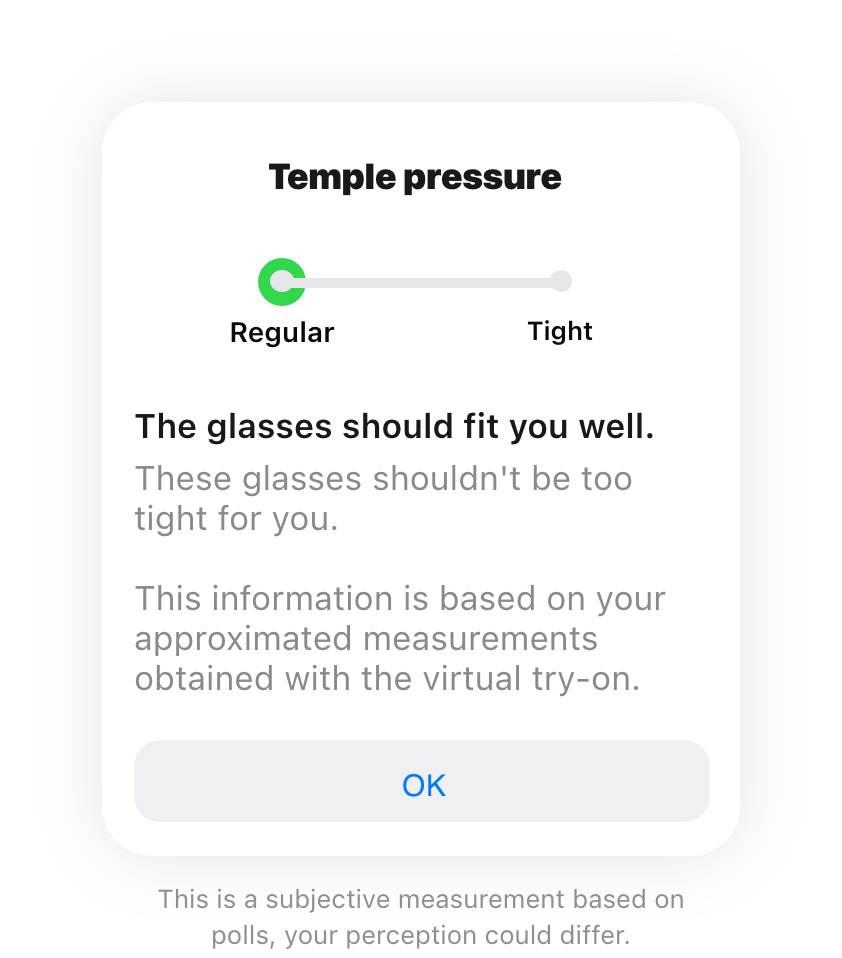 Temple pressure
Regular
Tight
The glasses should fit you well.
These glasses shouldn't be too
tight for you.
This information is based on your
approximated measurements
obtained with the virtual try-on.
OK
This is a subjective measurement based on
polls, your perception could differ.